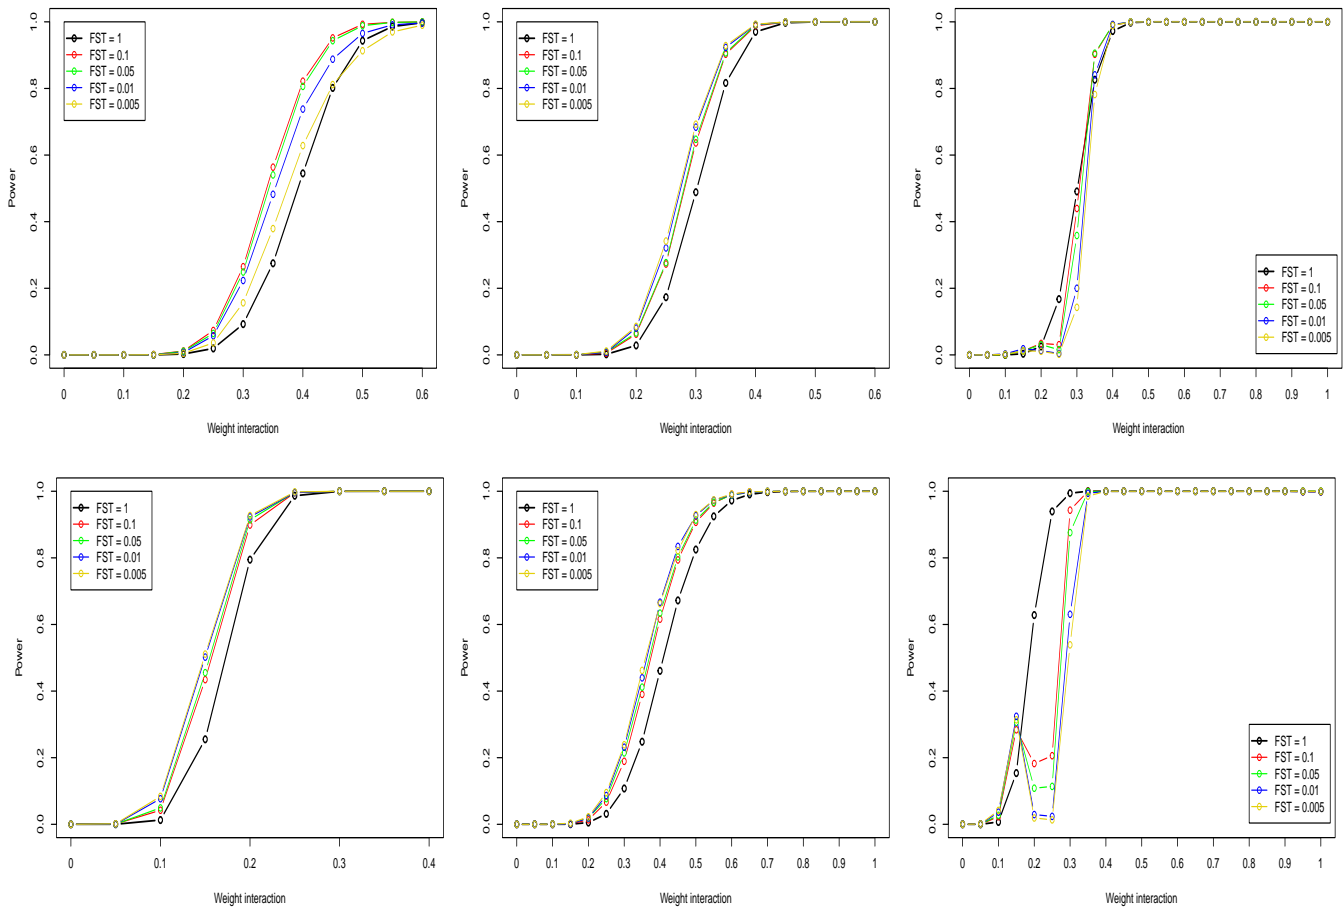 FST = 1
FST = 0.1
FST = 0.05
FST = 0.01
FST = 0.005
Power
0.0 0.2 0.4 0.6 0.8 1.0
0 0.1 0.2 0.3 0.4 0.5 0.6
Weight interaction
FST = 1
FST = 0.1
FST = 0.05
FST = 0.01
FST = 0.005
Power
0.0 0.2 0.4 0.6 0.8 1.0
0 0.1 0.2 0.3 0.4 0.5 0.6
Weight interaction
FST = 1
FST = 0.1
FST = 0.05
FST = 0.01
FST = 0.005
Power
0.0 0.2 0.4 0.6 0.8 1.0
0 0.1 0.2 0.3 0.4 0.5 0.6 0.7 0.8 0.9 1
Weight interaction
FST = 1
FST = 0.1
FST = 0.05
FST = 0.01
FST = 0.005
Power
0.0 0.2 0.4 0.6 0.8 1.0
0 0.1 0.2 0.3 0.4
Weight interaction
FST = 1
FST = 0.1
FST = 0.05
FST = 0.01
FST = 0.005
Power
0.0 0.2 0.4 0.6 0.8 1.0
0 0.1 0.2 0.3 0.4 0.5 0.6 0.7 0.8 0.9 1
Weight interaction
FST = 1
FST = 0.1
FST = 0.05
FST = 0.01
FST = 0.005
Power
0.0 0.2 0.4 0.6 0.8 1.0
0 0.1 0.2 0.3 0.4 0.5 0.6 0.7 0.8 0.9 1
Weight interaction